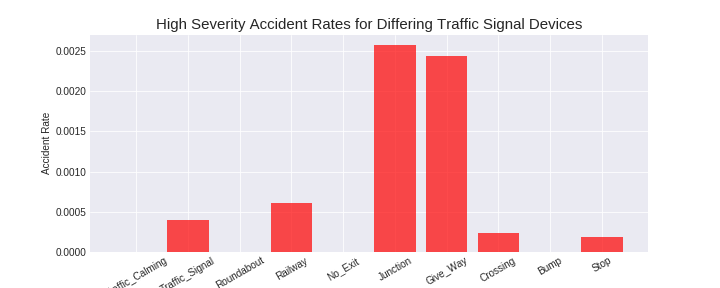 High Severity Accident Rates for Differing Traffic Signal Devices
Accident Rate
0.0025
0.0020
0.0015
0.0010
0.0005
0.0000
Traffic_Signal
Roundabout
Railway
No_Exit
Junction
Give_Way
Crossing
Bump
Stop